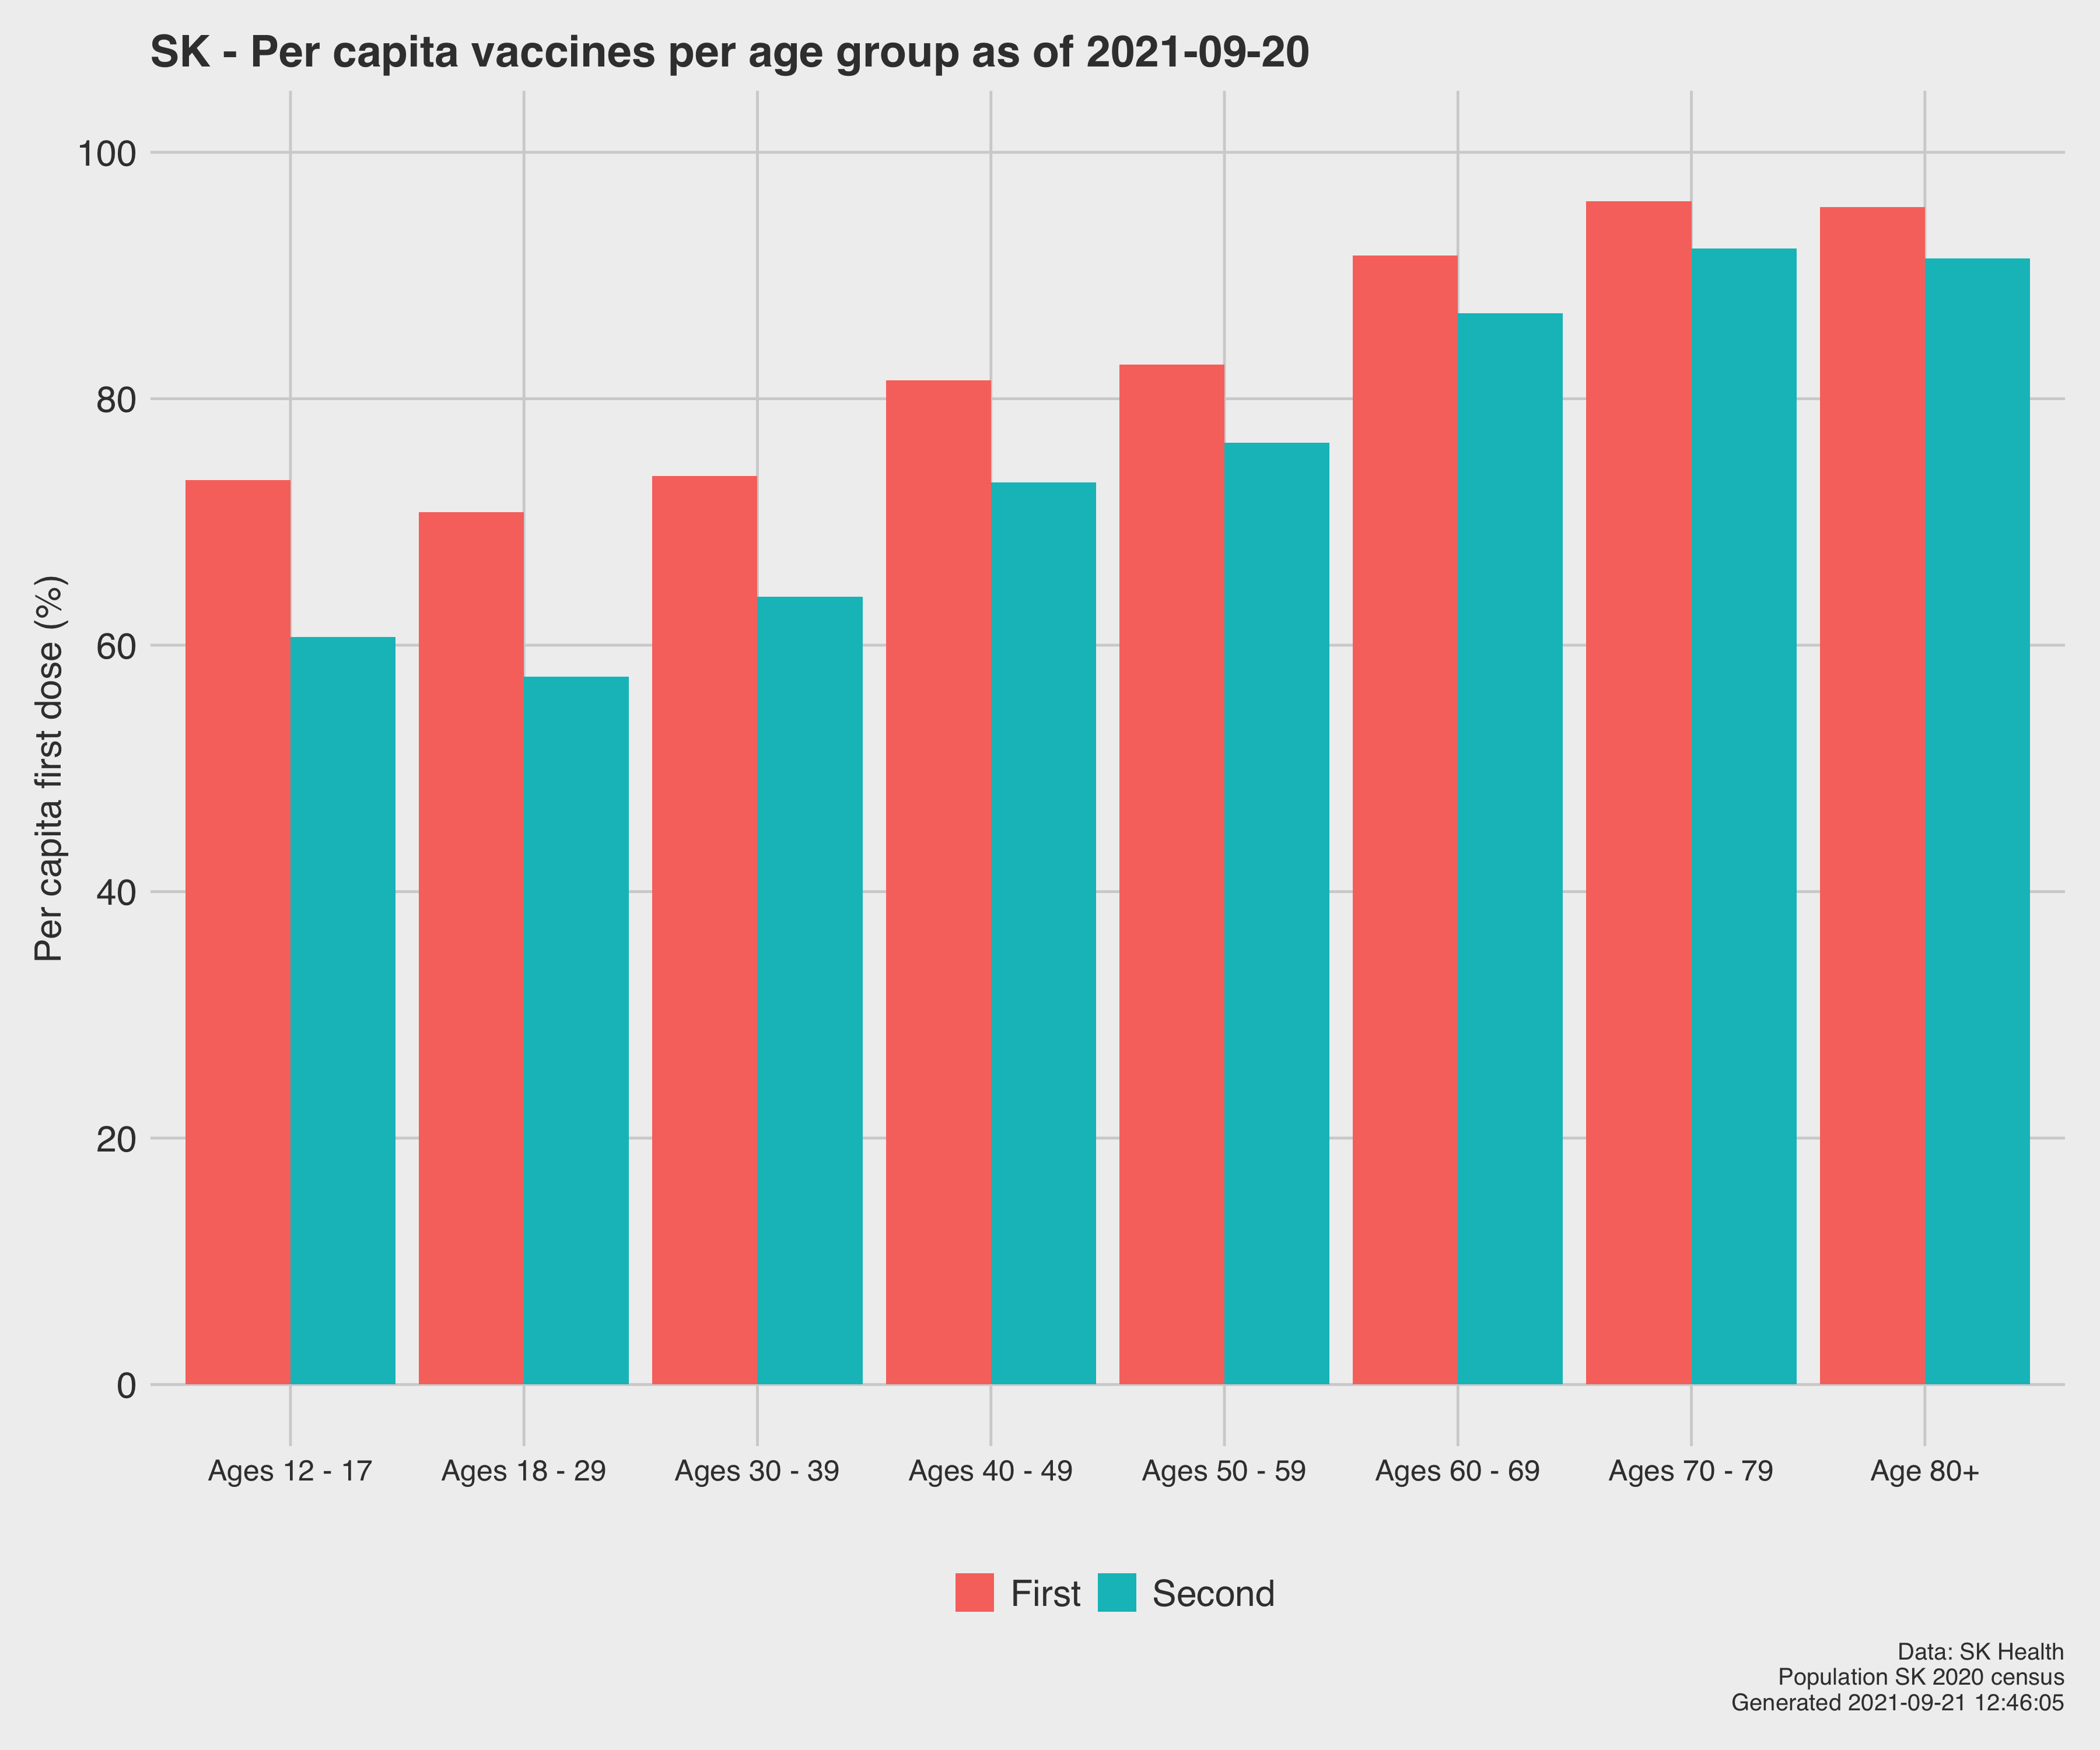 SK - Per capita vaccines per age group as of 2021-09-20
Per capita first dose (%)
100
80
60
40
20
0
Ages 12 - 17
Ages 18 - 29
Ages 30 - 39
Ages 40 - 49
Ages 50 - 59
Ages 60 - 69
Ages 70 - 79
Age 80+
First
Second
Data: SK Health
Population SK 2020 census
Generated 2021-09-21 12:46:05